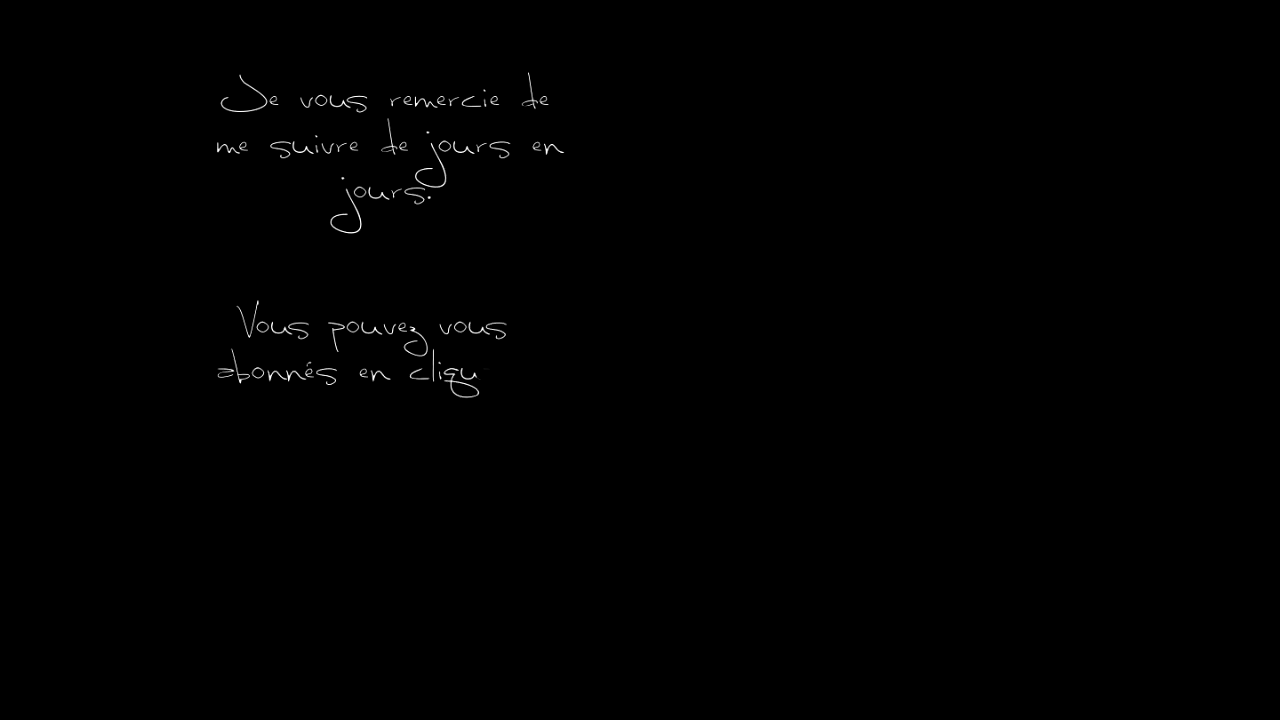 Je vous remercie de
me suivre de jours en
jours.
Vous pouvez vous
abonnés en cliqu